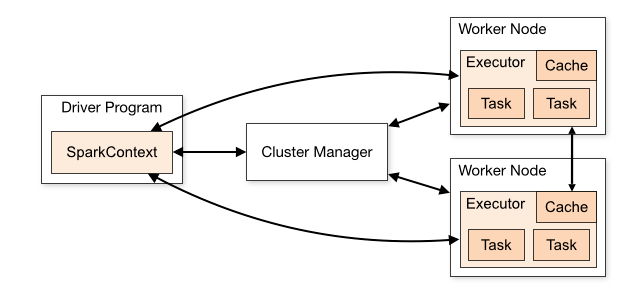 Driver Program
SparkContext
Cluster Manager
Worker Node
Executor
Cache
Task
Task
Worker Node
Executor
Cache
Task
Task